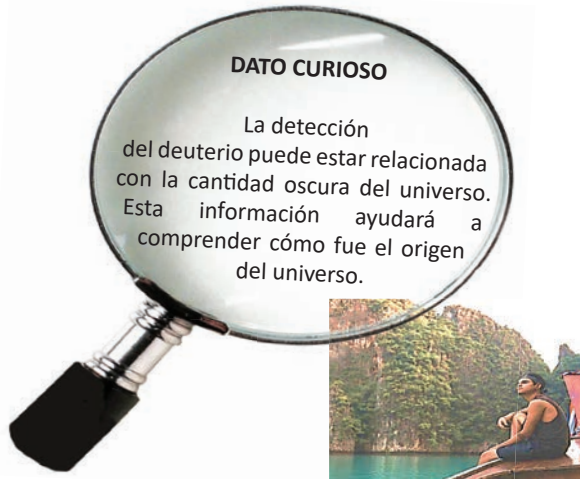 DATO CURIOSO
La detección
del deuterio puede estar relacionada
con la cantidad oscura del universo.
Esta información ayudará a
comprender cómo fue el origen
del universo.